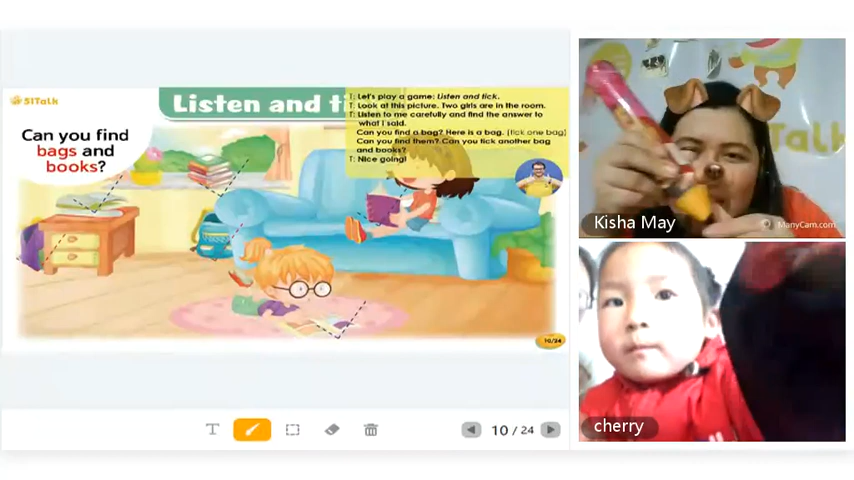 51Talk
Listen and ti
Can you find
bags and
books?
T: Let's play a game: Listen and tick.
T: Look at this picture. Two girls are in the room.
T: Listen to me carefully and find the answer to
what I said.
Can you find a bag? Here is a bag. [tick one bag]
Can you find them? Can you tick another bag
and books?
T: Nice going!
10/24
T
10 / 24
Talk
Kisha May
ManyCam.com
cherry